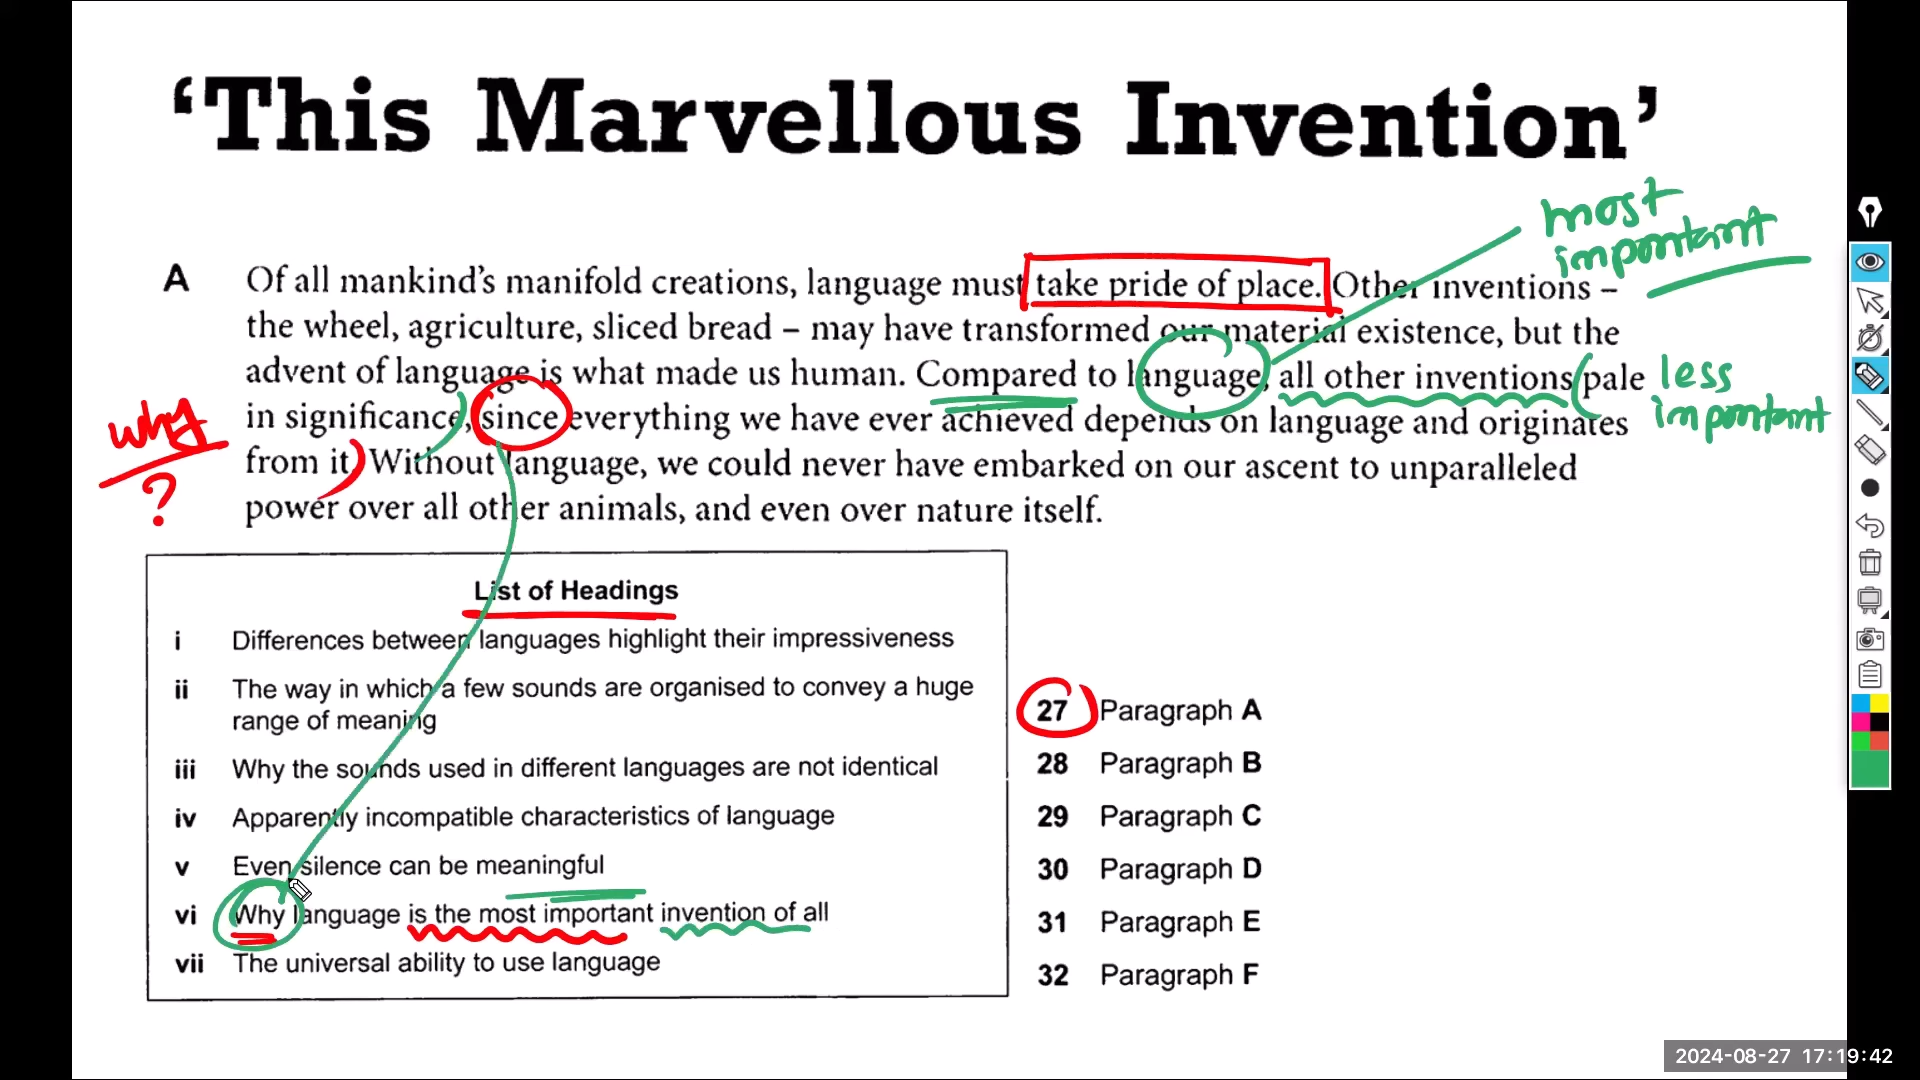 ‘This Marvellous Invention’
most
important
A Of all mankind’s manifold creations, language must take pride of place. Other inventions –
the wheel, agriculture, sliced bread – may have transformed our material existence, but the
advent of language is what made us human. Compared to language, all other inventions pale
less
important
in significance, since everything we have ever achieved depends on language and originates
why
?
from it. Without language, we could never have embarked on our ascent to unparalleled
power over all other animals, and even over nature itself.
List of Headings
i Differences between languages highlight their impressiveness
ii The way in which a few sounds are organised to convey a huge
range of meaning
iii Why the sounds used in different languages are not identical
iv Apparently incompatible characteristics of language
v Even silence can be meaningful
vi Why language is the most important invention of all
vii The universal ability to use language
27 Paragraph A
28 Paragraph B
29 Paragraph C
30 Paragraph D
31 Paragraph E
32 Paragraph F
2024-08-27 17:19:42